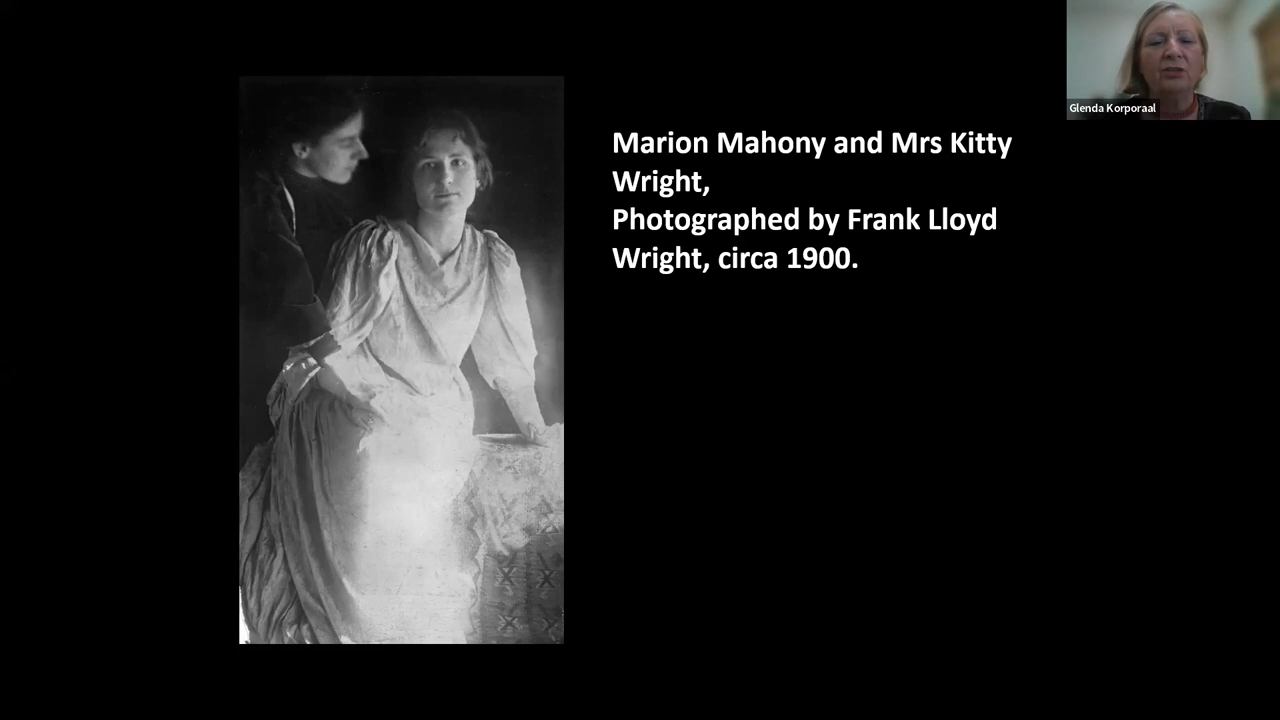 Glenda Korporaal
Marion Mahony and Mrs Kitty
Wright,
Photographed by Frank Lloyd
Wright, circa 1900.